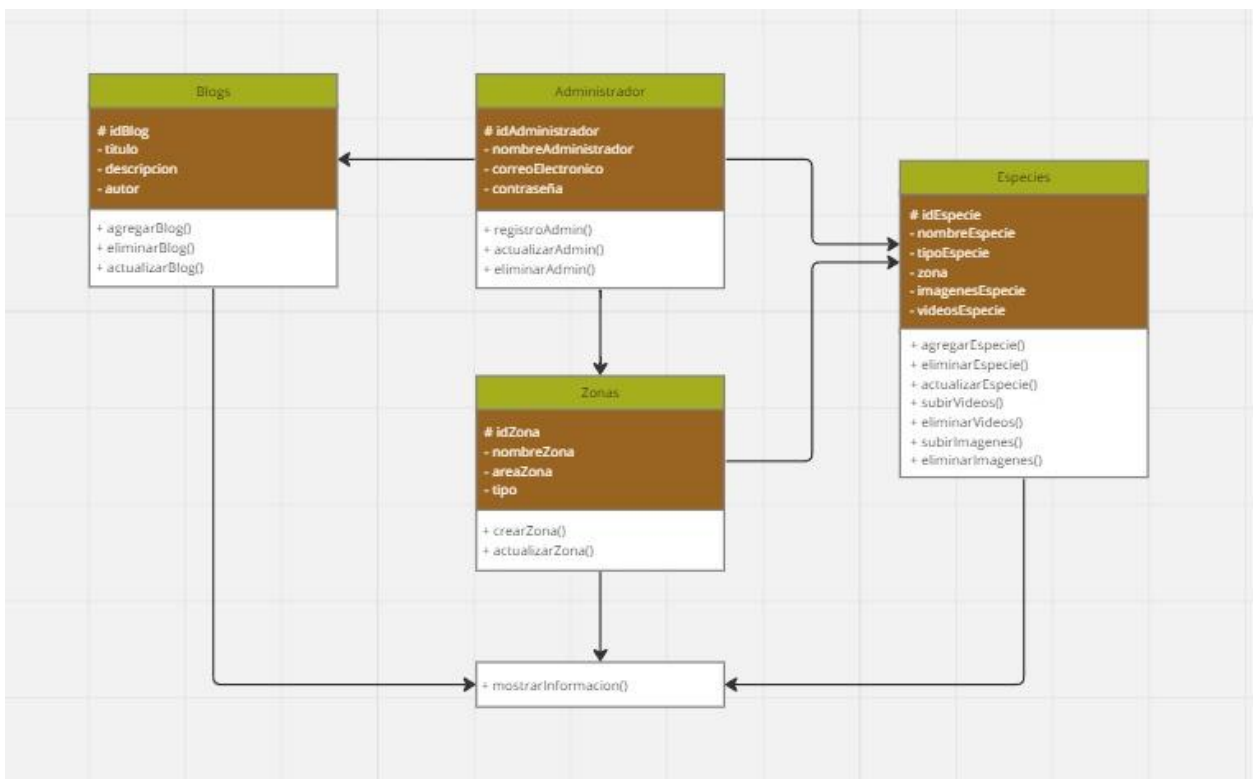 Blogs
# idBlog
- titulo
- descripcion
- autor
+ agregarBlog()
+ eliminarBlog()
+ actualizarBlog()
Administrador
# idAdministrador
- nombreAdministrador
- correoElectronico
- contraseña
+ registroAdmin()
+ actualizarAdmin()
+ eliminarAdmin()
Especies
# idEspecie
- nombreEspecie
- tipoEspecie
- zona
- imagenesEspecie
- videosEspecie
+ agregarEspecie()
+ eliminarEspecie()
+ actualizarEspecie()
+ subirVideos()
+ eliminarVideos()
+ subirImagenes()
+ eliminarImagenes()
Zonas
# idZona
- nombreZona
- areaZona
- tipo
+ crearZona()
+ actualizarZona()
+ mostrarInformacion()